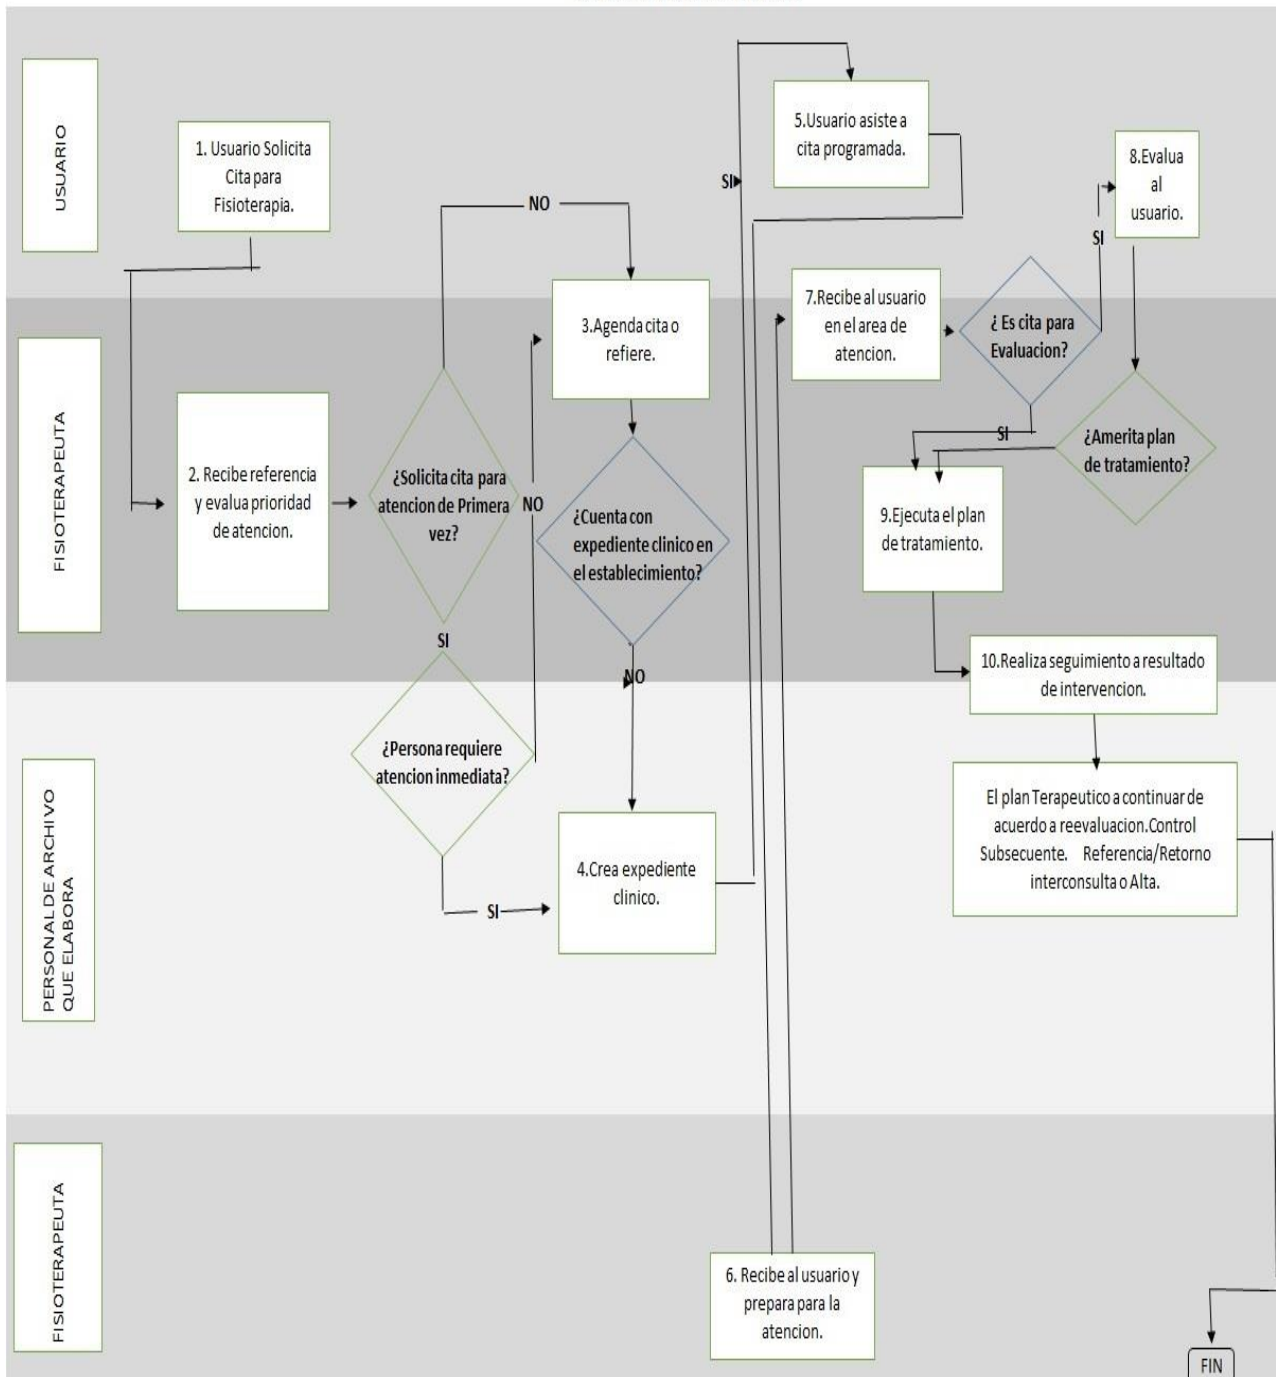 USUARIO
1. Usuario Solicita
Cita para
Fisioterapia.
FISIOTERAPEUTA
2. Recibe referencia
y evalua prioridad
de atencion.
¿Solicita cita para
atencion de Primera
vez?
NO
SI
¿Persona requiere
atencion inmediata?
NO
SI
3.Agenda cita o
refiere.
¿Cuenta con
expediente clinico en
el establecimiento?
NO
SI
PERSONAL DE ARCHIVO
QUE ELABORA
4.Crea expediente
clinico.
5.Usuario asiste a
cita programada.
FISIOTERAPEUTA
6. Recibe al usuario y
prepara para la
atencion.
7.Recibe al usuario
en el area de
atencion.
¿ Es cita para
Evaluacion?
SI
8.Evalua
al
usuario.
¿Amerita plan
de tratamiento?
SI
9.Ejecuta el plan
de tratamiento.
10.Realiza seguimiento a resultado
de intervencion.
El plan Terapeutico a continuar de
acuerdo a reevaluacion.Control
Subsecuente. Referencia/Retorno
interconsulta o Alta.
FIN